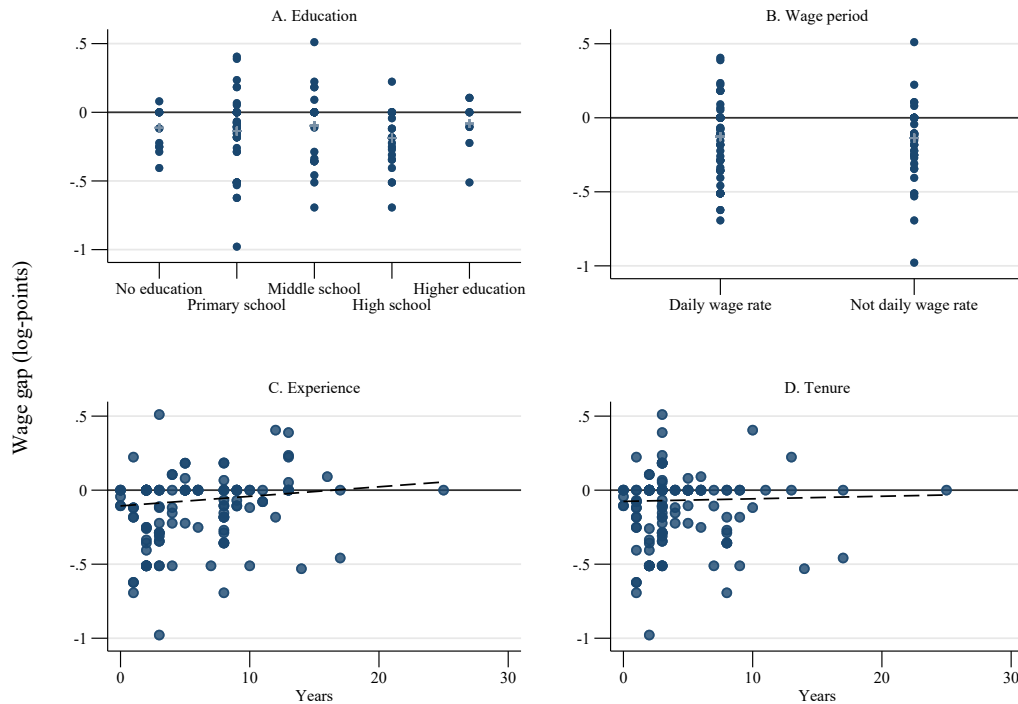 Wage gap (log-points)
A. Education
.5
0
-.5
-1
No education
Primary school
Middle school
High school
Higher education
B. Wage period
.5
0
-.5
-1
Daily wage rate
Not daily wage rate
C. Experience
.5
0
-.5
-1
0
10
20
30
Years
D. Tenure
.5
0
-.5
-1
0
10
20
30
Years